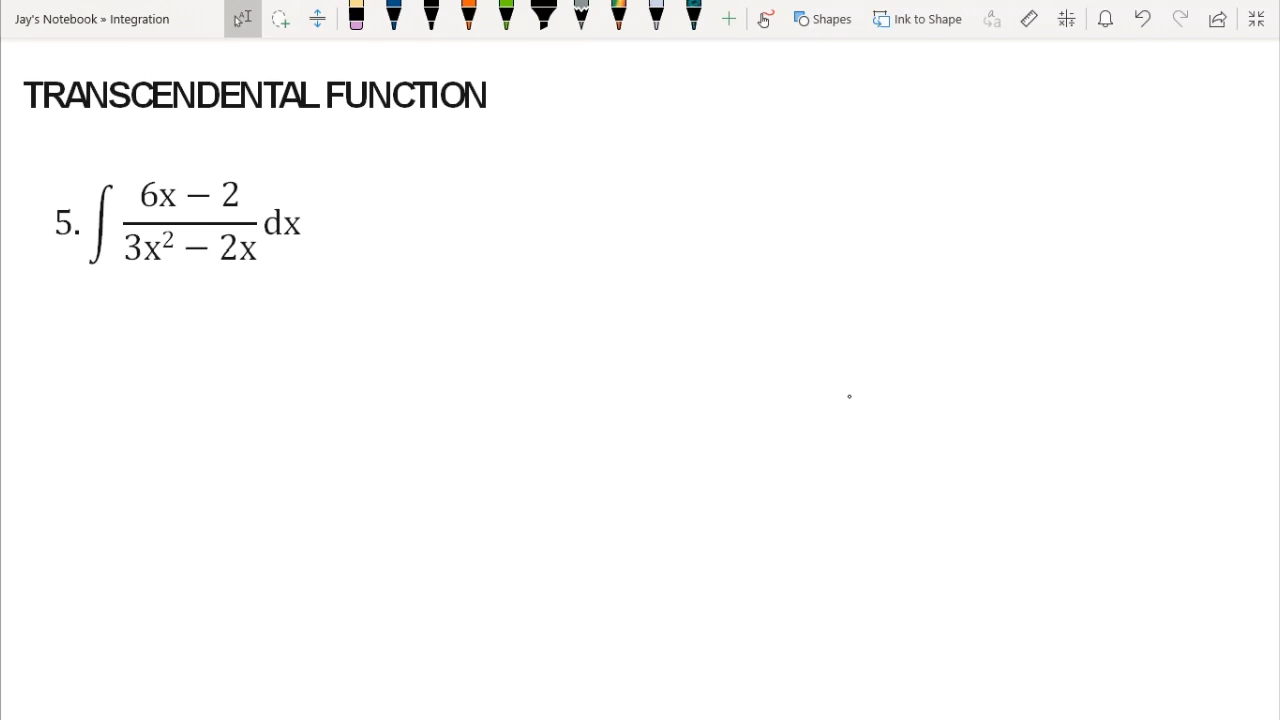 Jay's Notebook » Integration
Shapes
Ink to Shape
TRANSCENDENTAL FUNCTION
5. ∫ (6x − 2)/(3x² − 2x) dx